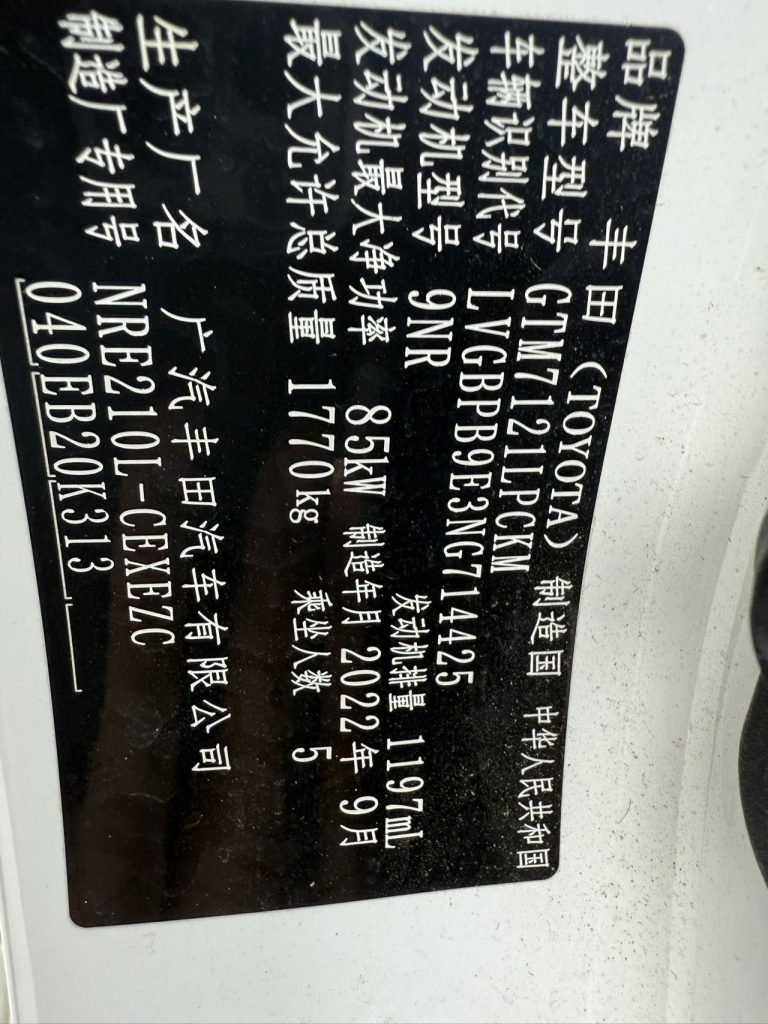 品牌 丰田（TOYOTA） 制造国 中华人民共和国
整车型号 GTM7121LPCKM
车辆识别代号 LVGBPB9E3NG714425
发动机型号 9NR 发动机排量 1197mL
发动机最大净功率 85kW 制造年月 2022年 9月
最大允许总质量 1770kg 乘坐人数 5
生产厂名 广汽丰田汽车有限公司
制造厂专用号 NRE210L-CEXEZC
040EB20K313